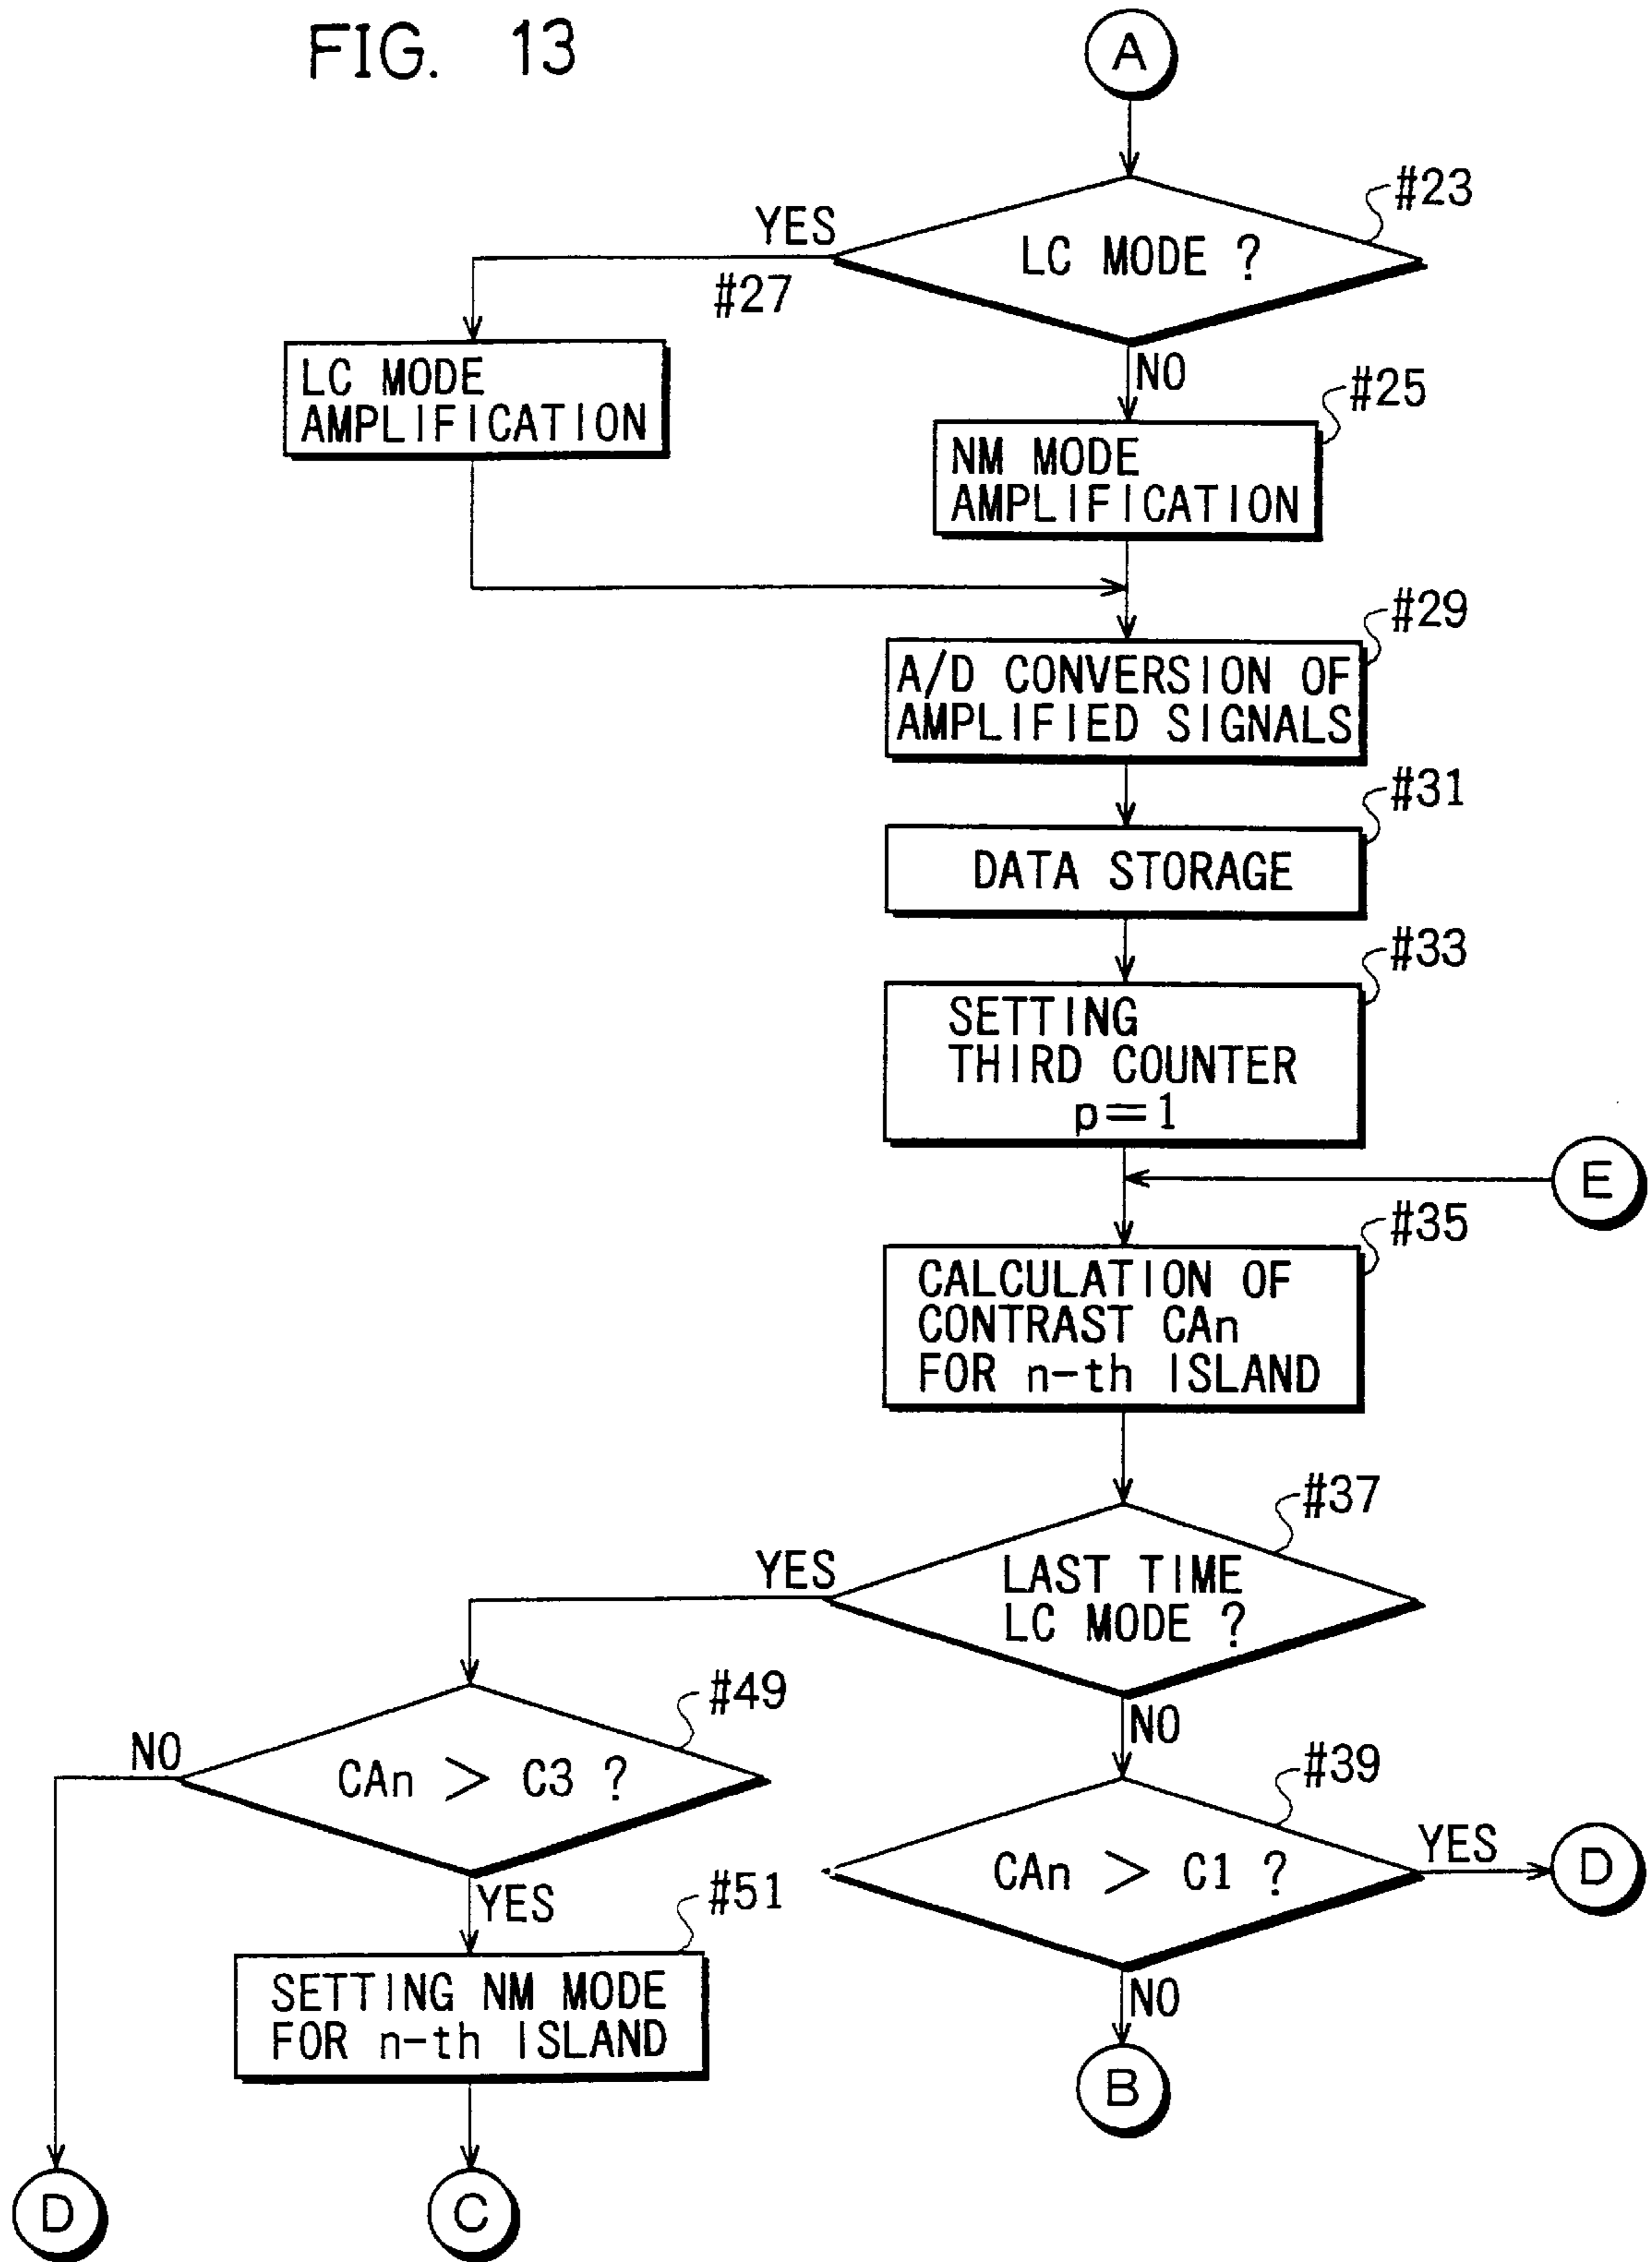 FIG. 13
A
#23
YES
LC MODE ?
#27
NO
LC MODE
AMPLIFICATION
#25
NM MODE
AMPLIFICATION
#29
A/D CONVERSION OF
AMPLIFIED SIGNALS
#31
DATA STORAGE
#33
SETTING
THIRD COUNTER
p=1
E
#35
CALCULATION OF
CONTRAST CAn
FOR n-th ISLAND
#37
YES
LAST TIME
LC MODE ?
#49
NO
NO
CAn > C3 ?
#39
CAn > C1 ?
YES
D
YES
#51
SETTING NM MODE
FOR n-th ISLAND
NO
B
D
C